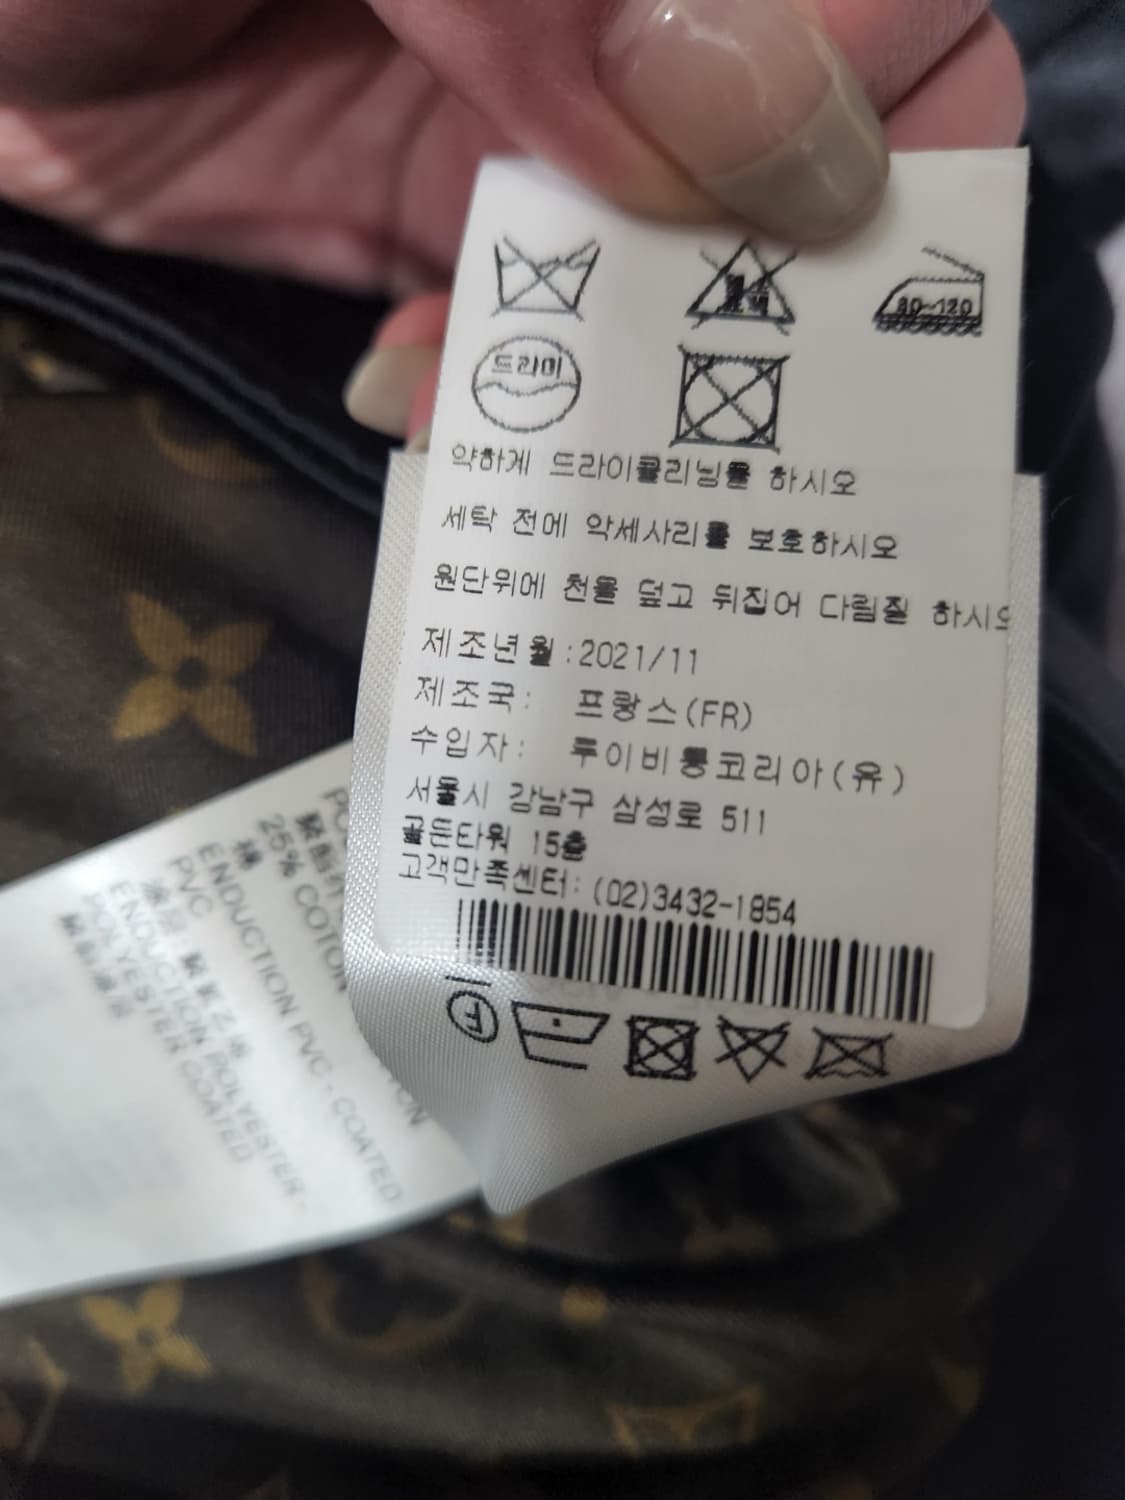 80~120
드라이
약하게 드라이클리닝을 하시오
세탁 전에 악세사리를 보호하시오
원단위에 천을 덮고 뒤집어 다림질 하시오
제조년월:2021/11
제조국: 프랑스(FR)
수입자: 루이비통코리아(유)
서울시 강남구 삼성로 511
골든타워 15층
고객만족센터: (02)3432-1854
F
25% COTON
ENDUCTION PVC - COATED
PVC
ENDUCTION POLYESTER -
POLYESTER COATED